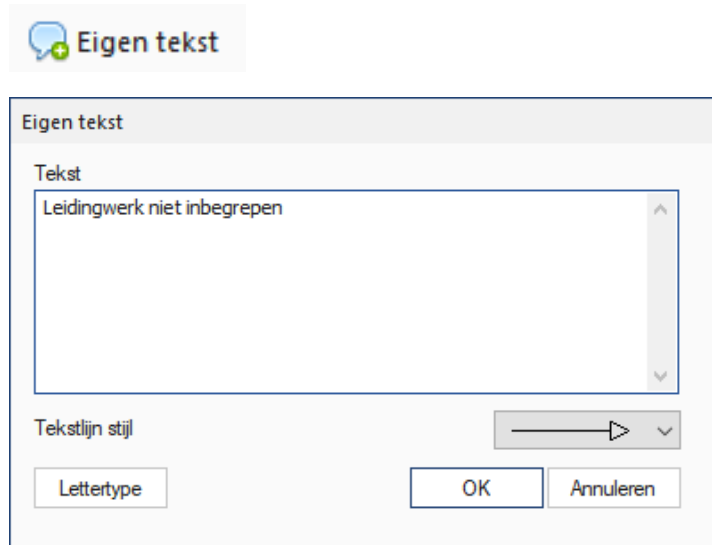 Eigen tekst
Eigen tekst
Tekst
Leidingwerk niet inbegrepen
Tekstlijn stijl
Lettertype OK Annuleren